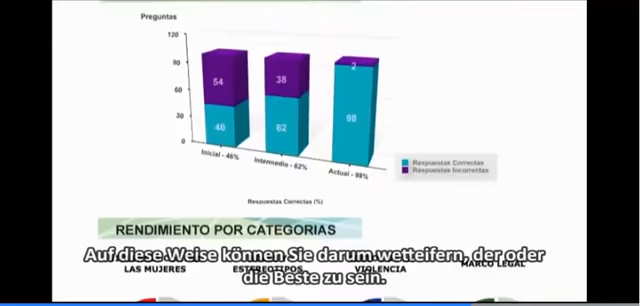 Preguntas
120
90
60
30
0
54
46
38
62
2
98
Inicial - 46%
Intermedio - 62%
Actual - 98%
Respuestas Correctas
Respuestas Incorrectas
Respuestas Correctas (%)
RENDIMIENTO POR CATEGORIAS
Auf diese Weise können Sie darum wetteifern, der oder
die Beste zu sein.
LAS MUJERES
ESTEREOTIPOS
VIOLENCIA
MARCO LEGAL